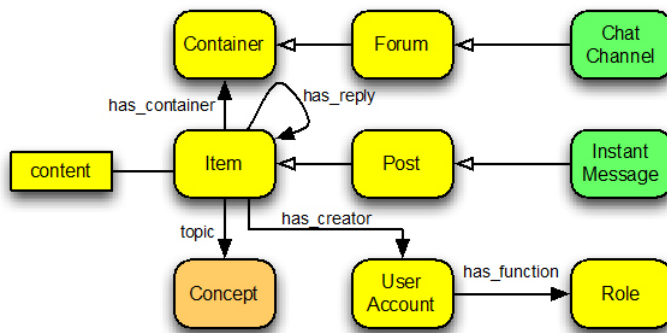 Container
Forum
Chat
Channel
has_container
has_reply
content
Item
Post
Instant
Message
topic
has_creator
Concept
User
Account
has_function
Role